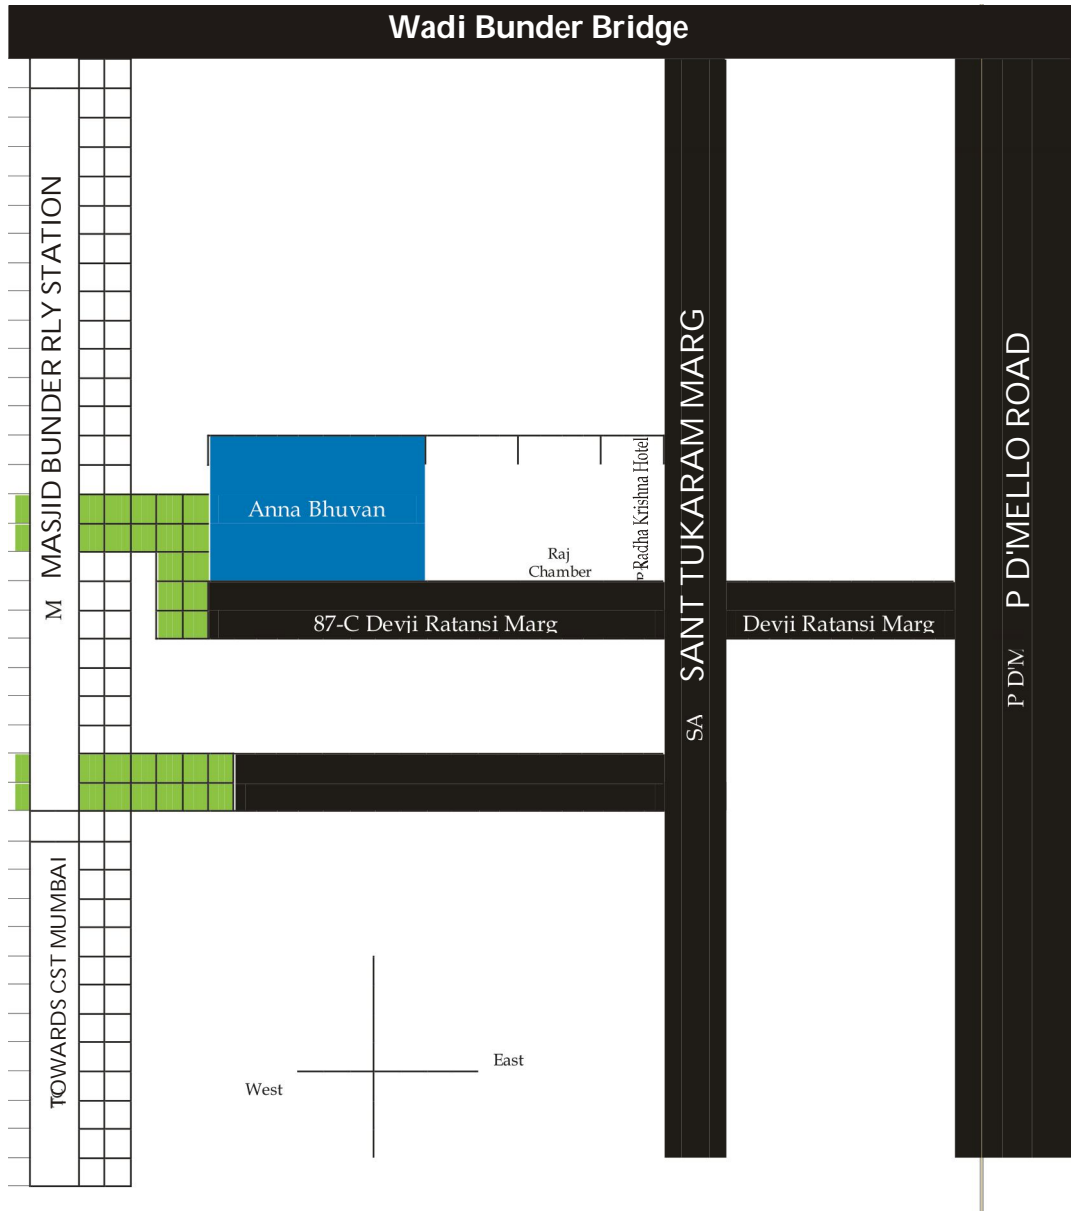 Wadi Bunder Bridge
M MASJID BUNDER RLY STATION
Anna Bhuvan
Raj
Chamber
P Radha Krishna Hotel
SA SANT TUKARAM MARG
P D'M P D'MELLO ROAD
87-C Devji Ratansi Marg
Devji Ratansi Marg
TOWARDS CST MUMBAI
East
West